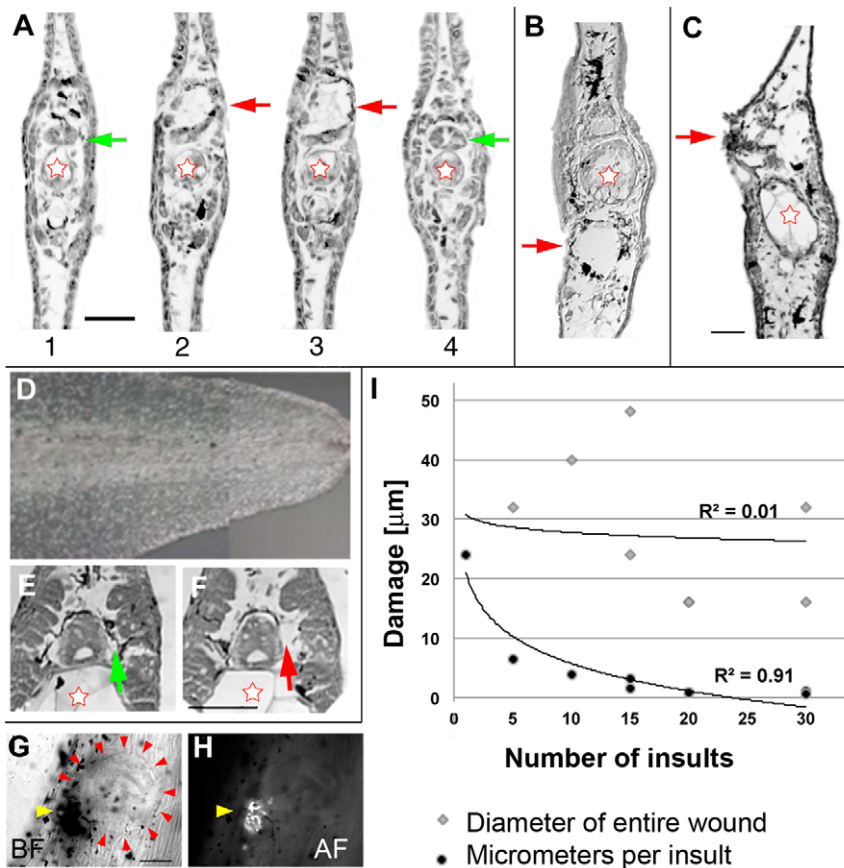 A
B
C
1 2 3 4
D
E
F
G
BF
H
AF
I
50
40
30
20
10
0
Damage [µm]
R² = 0.01
R² = 0.91
0 5 10 15 20 25 30
Number of insults
Diameter of entire wound
Micrometers per insult